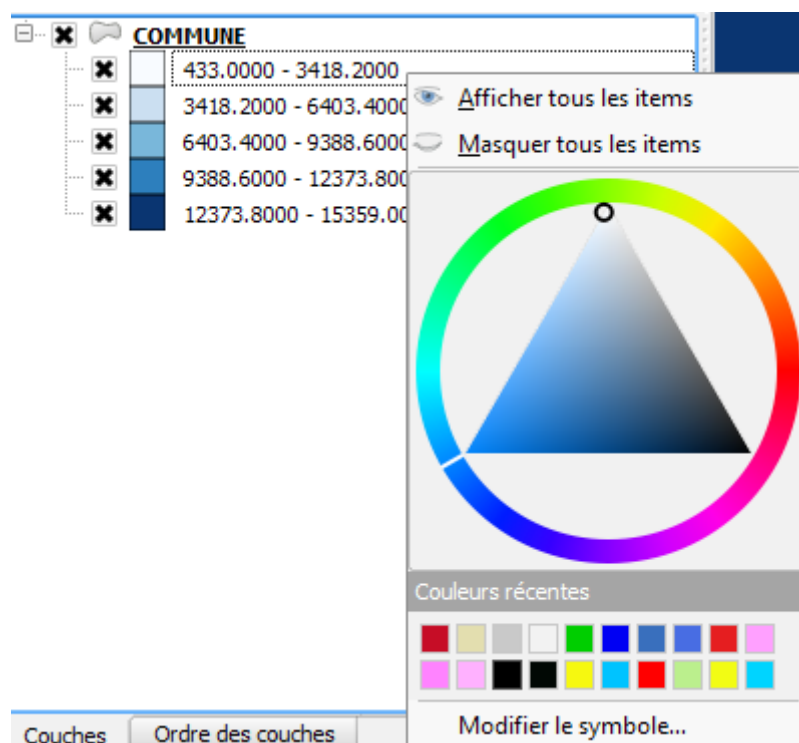 COMMUNE
433.0000 - 3418.2000
3418.2000 - 6403.4000
6403.4000 - 9388.6000
9388.6000 - 12373.800
12373.8000 - 15359.00
Afficher tous les items
Masquer tous les items
Couleurs récentes
Modifier le symbole...
Couches
Ordre des couches